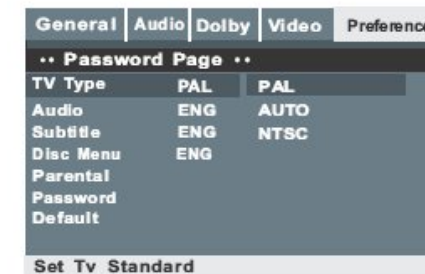 General Audio Dolby Video Preference
•• Password Page ••
TV Type PAL PAL
Audio ENG AUTO
Subtitle ENG NTSC
Disc Menu ENG
Parental
Password
Default
Set Tv Standard